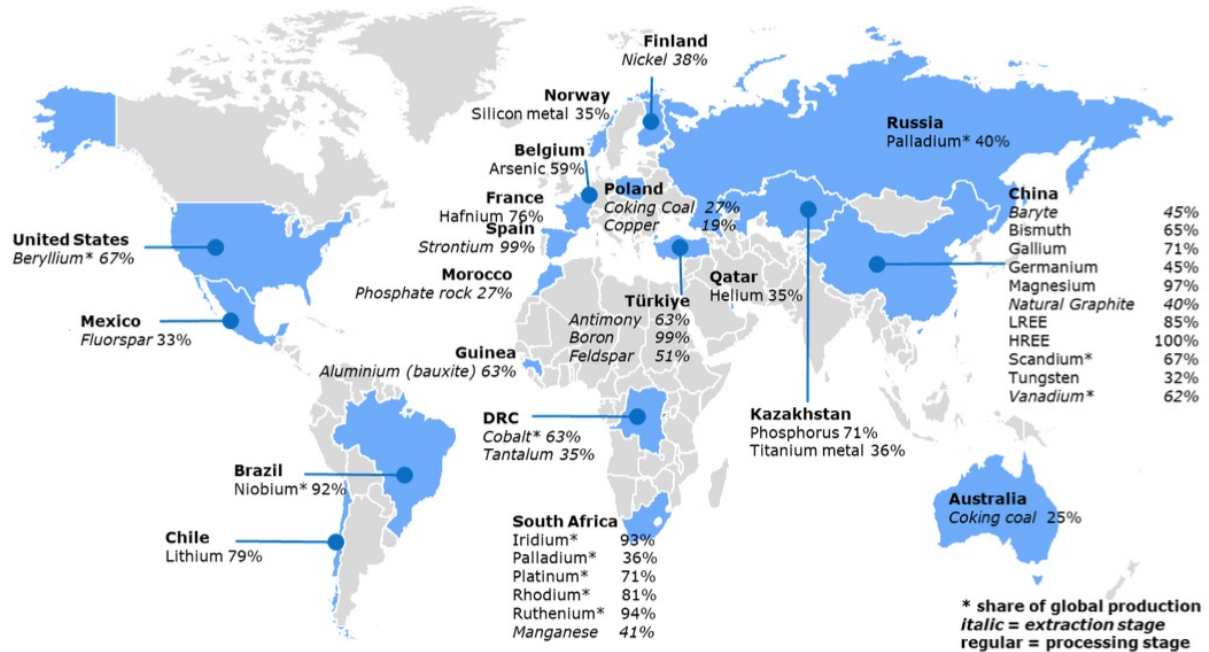 Finland
Nickel 38%
Norway
Silicon metal 35%
Belgium
Arsenic 59%
France
Hafnium 76%
Spain
Strontium 99%
Poland
Coking Coal 27%
Copper 19%
Russia
Palladium* 40%
United States
Beryllium* 67%
Mexico
Fluorspar 33%
Morocco
Phosphate rock 27%
Türkiye
Antimony 63%
Boron 99%
Feldspar 51%
Qatar
Helium 35%
China
Baryte 45%
Bismuth 65%
Gallium 71%
Germanium 45%
Magnesium 97%
Natural Graphite 40%
LREE 85%
HREE 100%
Scandium* 67%
Tungsten 32%
Vanadium* 62%
Guinea
Aluminium (bauxite) 63%
DRC
Cobalt* 63%
Tantalum 35%
Kazakhstan
Phosphorus 71%
Titanium metal 36%
Brazil
Niobium* 92%
Chile
Lithium 79%
South Africa
Iridium* 93%
Palladium* 36%
Platinum* 71%
Rhodium* 81%
Ruthenium* 94%
Manganese 41%
Australia
Coking coal 25%
* share of global production
italic = extraction stage
regular = processing stage